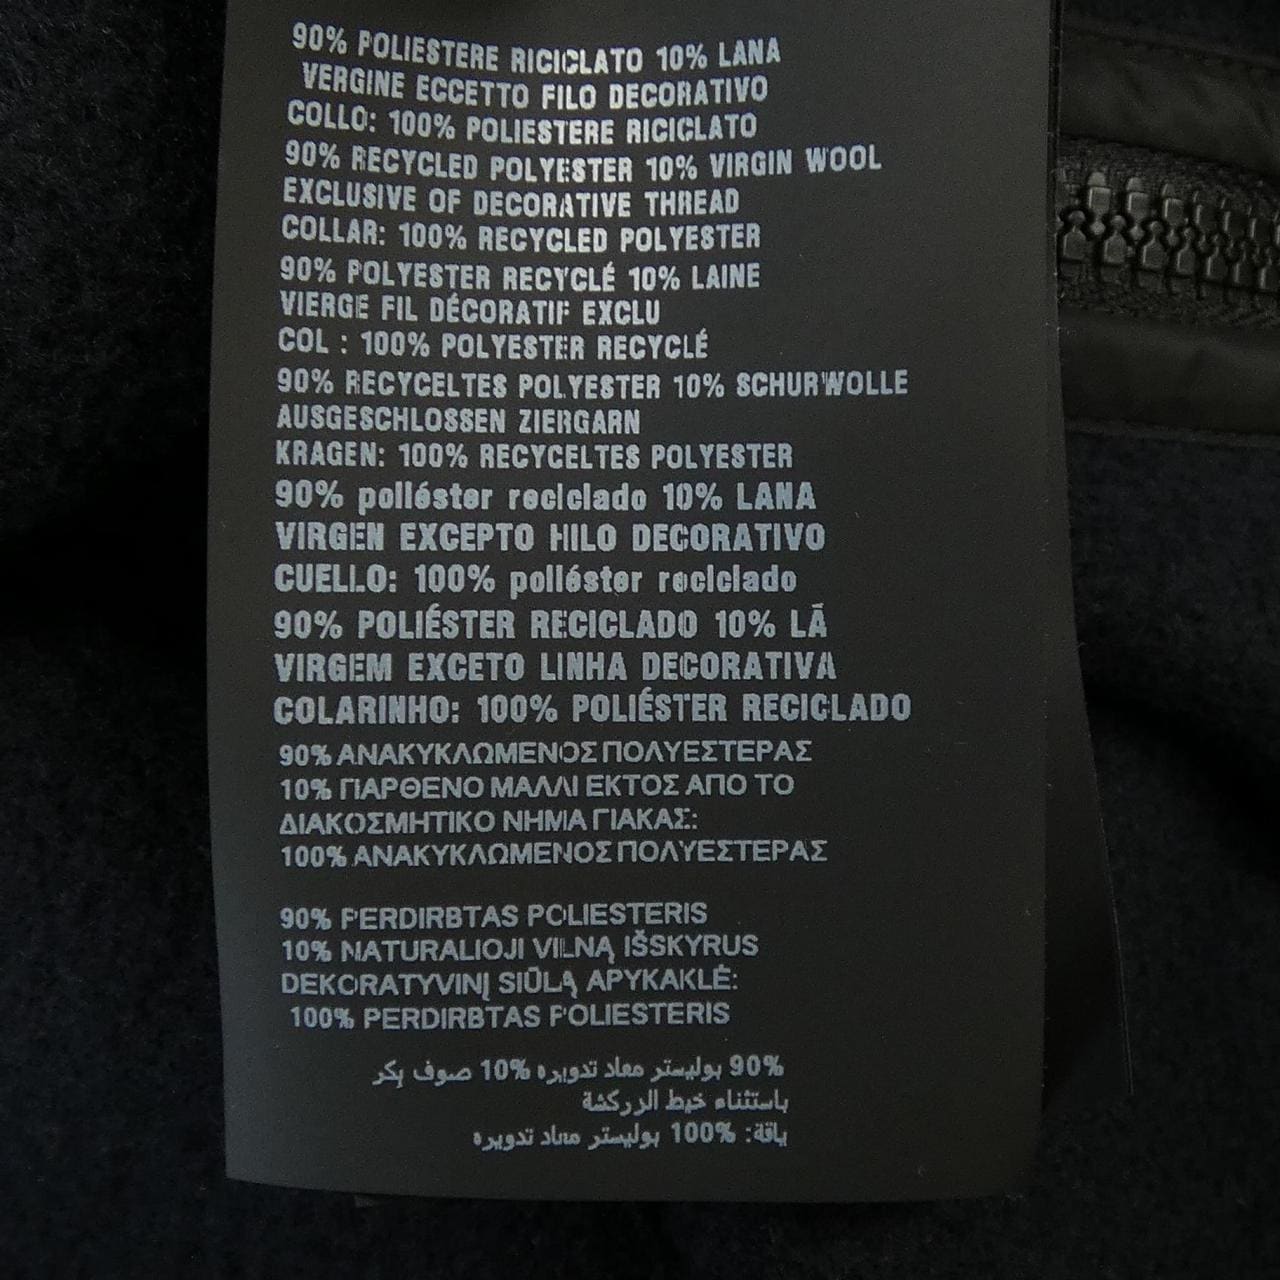 90% POLIESTERE RICICLATO 10% LANA
VERGINE ECCETTO FILO DECORATIVO
COLLO: 100% POLIESTERE RICICLATO
90% RECYCLED POLYESTER 10% VIRGIN WOOL
EXCLUSIVE OF DECORATIVE THREAD
COLLAR: 100% RECYCLED POLYESTER
90% POLYESTER RECYCLÉ 10% LAINE
VIERGE FIL DÉCORATIF EXCLU
COL : 100% POLYESTER RECYCLÉ
90% RECYCELTES POLYESTER 10% SCHURWOLLE
AUSGESCHLOSSEN ZIERGARN
KRAGEN: 100% RECYCELTES POLYESTER
90% poliéster reciclado 10% LANA
VIRGEN EXCEPTO HILO DECORATIVO
CUELLO: 100% poliéster reciclado
90% POLIÉSTER RECICLADO 10% LÃ
VIRGEM EXCETO LINHA DECORATIVA
COLARINHO: 100% POLIÉSTER RECICLADO
90% ΑΝΑΚΥΚΛΩΜΕΝΟΣ ΠΟΛΥΕΣΤΕΡΑΣ
10% ΠΑΡΘΕΝΟ ΜΑΛΛΙ ΕΚΤΟΣ ΑΠΟ ΤΟ
ΔΙΑΚΟΣΜΗΤΙΚΟ ΝΗΜΑ ΓΙΑΚΑΣ:
100% ΑΝΑΚΥΚΛΩΜΕΝΟΣ ΠΟΛΥΕΣΤΕΡΑΣ
90% PERDIRBTAS POLIESTERIS
10% NATURALIOJI VILNĄ IŠSKYRUS
DEKORATYVINĮ SIŪLĄ APYKAKLĖ:
100% PERDIRBTAS POLIESTERIS
90% بوليستر معاد تدويره 10% صوف بكر
باستثناء خيط الزركشة
ياقة: 100% بوليستر معاد تدويره